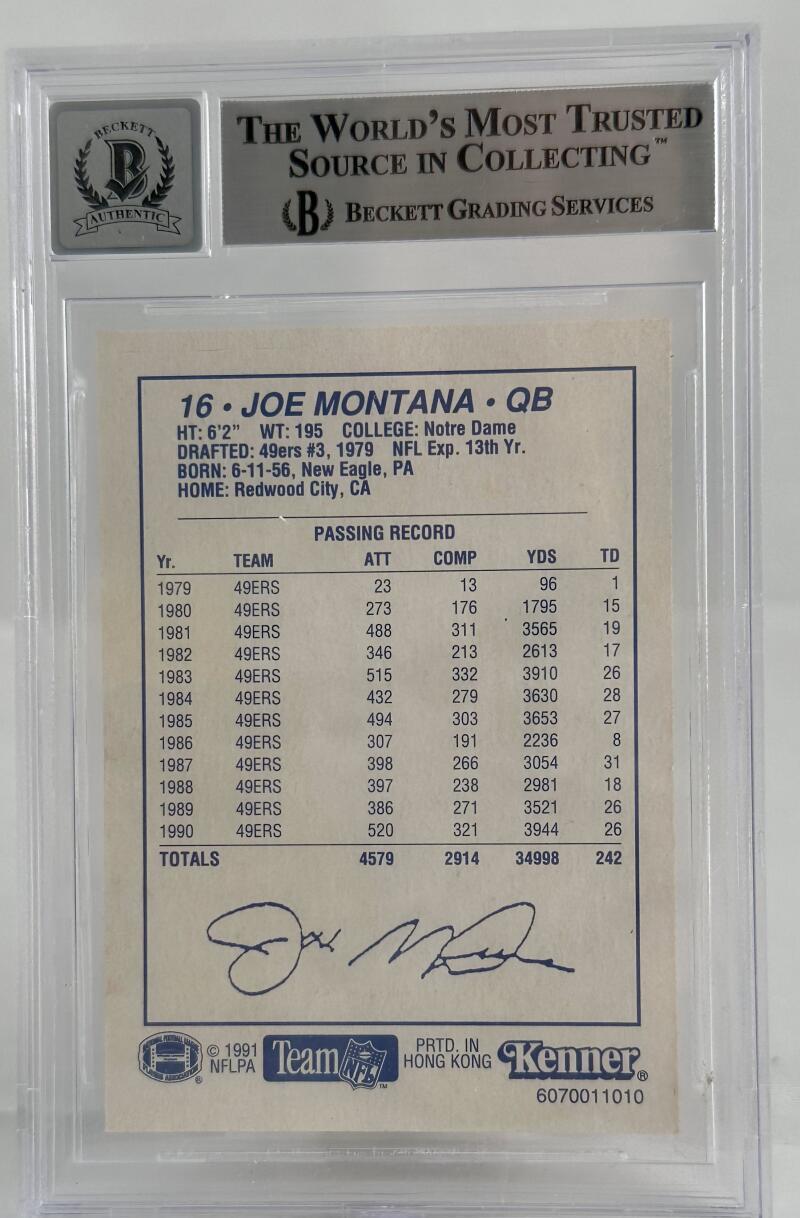 BECKETT
B
AUTHENTIC
THE WORLD'S MOST TRUSTED
SOURCE IN COLLECTING™
B BECKETT GRADING SERVICES
16 • JOE MONTANA • QB
HT: 6'2" WT: 195 COLLEGE: Notre Dame
DRAFTED: 49ers #3, 1979 NFL Exp. 13th Yr.
BORN: 6-11-56, New Eagle, PA
HOME: Redwood City, CA
PASSING RECORD
Yr. TEAM ATT COMP YDS TD
1979 49ERS 23 13 96 1
1980 49ERS 273 176 1795 15
1981 49ERS 488 311 3565 19
1982 49ERS 346 213 2613 17
1983 49ERS 515 332 3910 26
1984 49ERS 432 279 3630 28
1985 49ERS 494 303 3653 27
1986 49ERS 307 191 2236 8
1987 49ERS 398 266 3054 31
1988 49ERS 397 238 2981 18
1989 49ERS 386 271 3521 26
1990 49ERS 520 321 3944 26
TOTALS 4579 2914 34998 242
Joe Montana
© 1991
NFLPA
Team NFL™
PRTD. IN
HONG KONG
Kenner®
6070011010